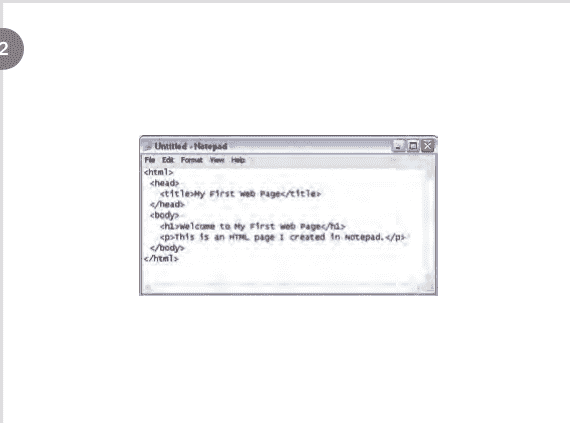 2
Untitled - Notepad
File Edit Format View Help
<html>
<head>
<title>My First Web Page</title>
</head>
<body>
<h1>Welcome to My First Web Page</h1>
<p>This is an HTML page I created in Notepad.</p>
</body>
</html>